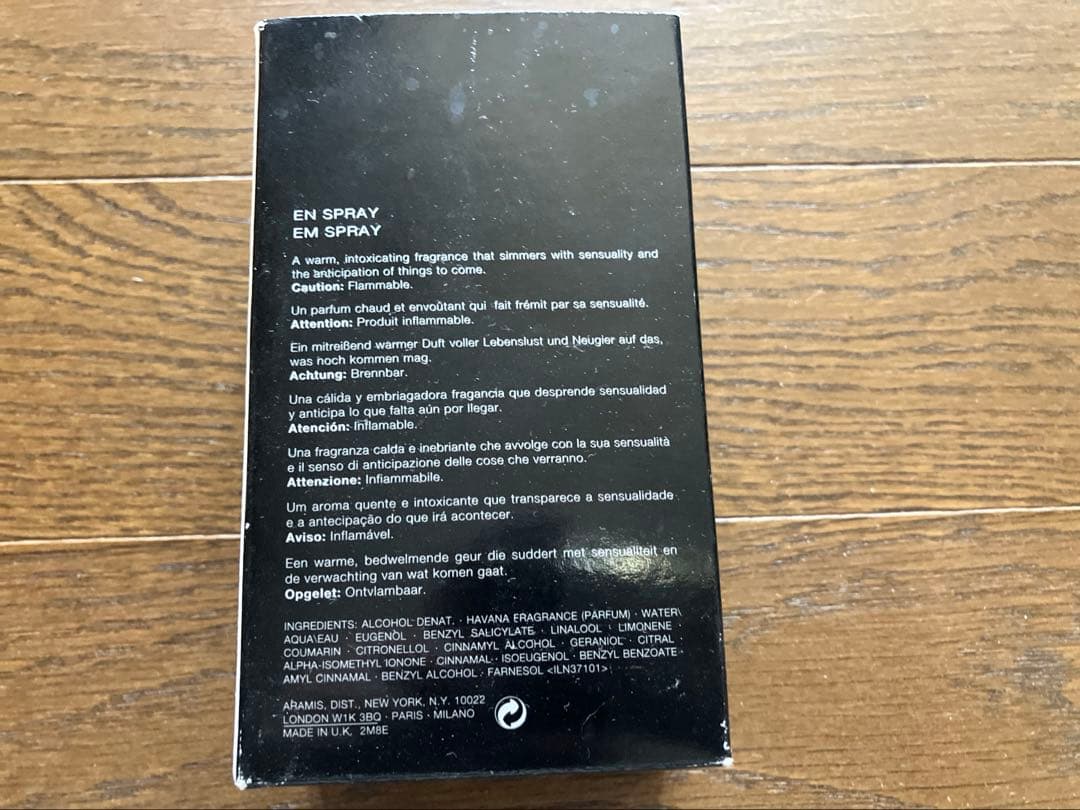 EN SPRAY
EM SPRAY
A warm, intoxicating fragrance that simmers with sensuality and
the anticipation of things to come.
Caution: Flammable.
Un parfum chaud et envoûtant qui fait frémit par sa sensualité.
Attention: Produit inflammable.
Ein mitreißend warmer Duft voller Lebenslust und Neugier auf das,
was noch kommen mag.
Achtung: Brennbar.
Una cálida y embriagadora fragancia que desprende sensualidad
y anticipa lo que falta aún por llegar.
Atención: Inflamable.
Una fragranza calda e inebriante che avvolge con la sua sensualità
e il senso di anticipazione delle cose che verranno.
Attenzione: Infiammabile.
Um aroma quente e intoxicante que transparece a sensualidade
e a antecipação do que irá acontecer.
Aviso: Inflamável.
Een warme, bedwelmende geur die suddert met sensualiteit en
de verwachting van wat komen gaat.
Opgelet: Ontvlambaar.
INGREDIENTS: ALCOHOL DENAT. · HAVANA FRAGRANCE (PARFUM) · WATER\
AQUA\EAU · EUGENOL · BENZYL SALICYLATE · LINALOOL · LIMONENE ·
COUMARIN · CITRONELLOL · CINNAMYL ALCOHOL · GERANIOL · CITRAL ·
ALPHA-ISOMETHYL IONONE · CINNAMAL · ISOEUGENOL · BENZYL BENZOATE ·
AMYL CINNAMAL · BENZYL ALCOHOL · FARNESOL <ILN37101>
ARAMIS, DIST., NEW YORK, N.Y. 10022
LONDON W1K 3BQ · PARIS · MILANO
MADE IN U.K. 2M8E